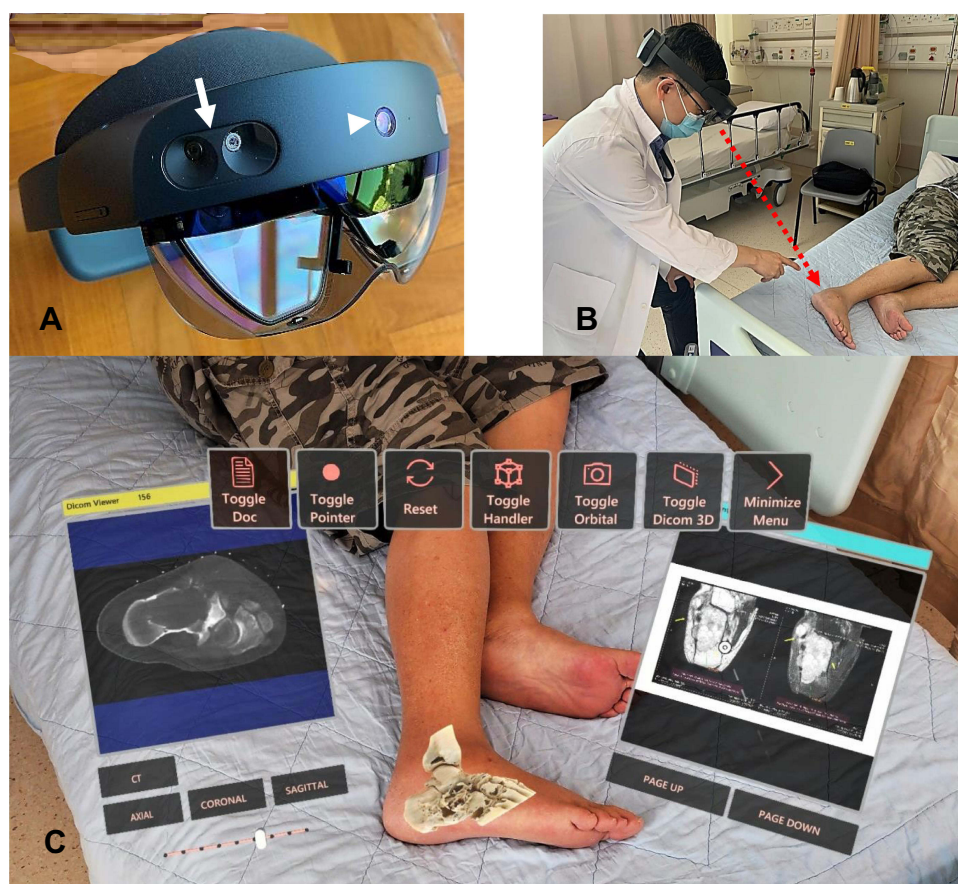 A
B
Toggle
Doc
Toggle
Pointer
Reset
Toggle
Handler
Toggle
Orbital
Toggle
Dicom 3D
Minimize
Menu
Dicom Viewer 156
CT
AXIAL
CORONAL
SAGITTAL
PAGE UP
PAGE DOWN
C